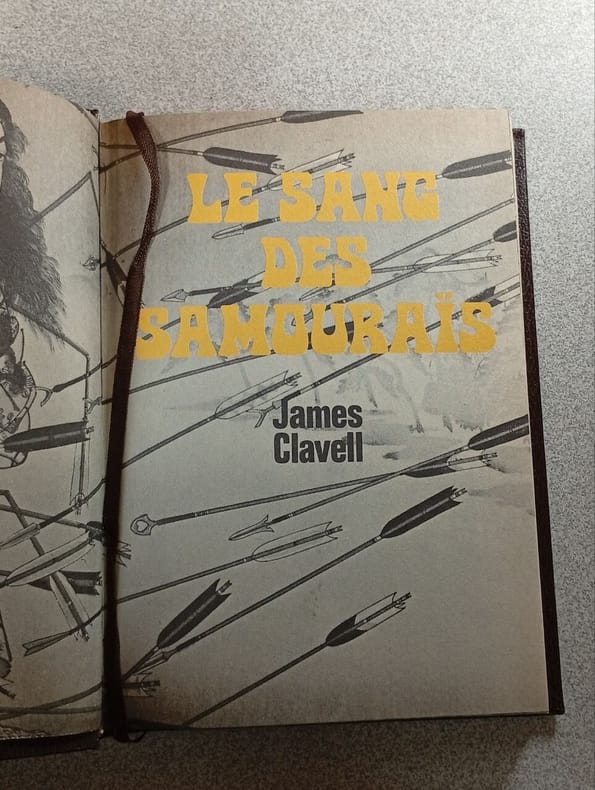 LE SANG
DES
SAMOURAÏS
James
Clavell